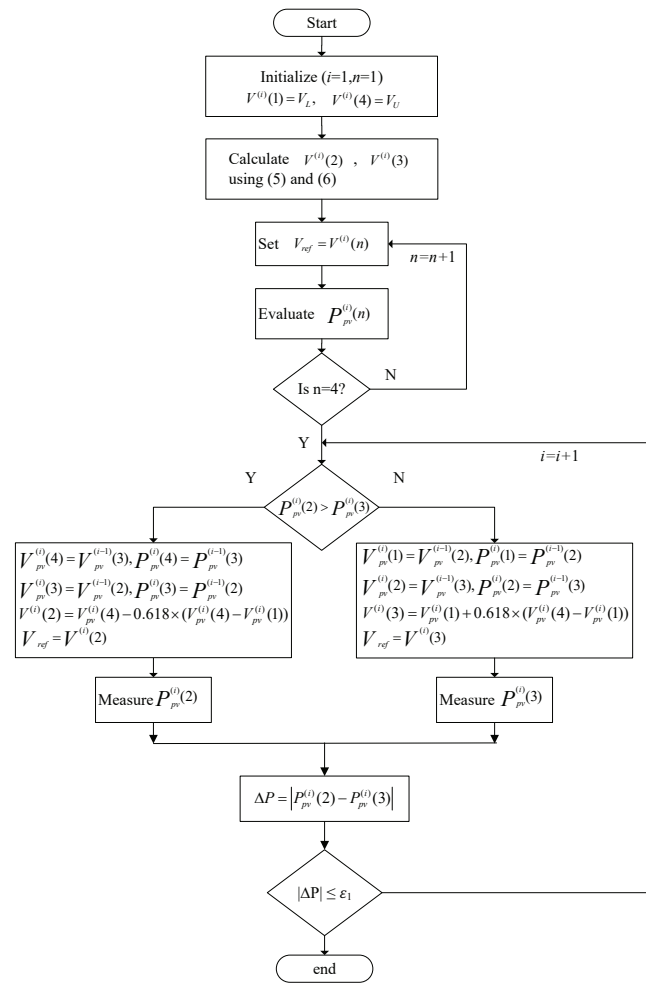 Start
Initialize (i=1,n=1)
V^(i)(1)=V_L, V^(i)(4)=V_U
Calculate V^(i)(2) , V^(i)(3)
using (5) and (6)
Set V_ref=V^(i)(n)
n=n+1
Evaluate P_pv^(i)(n)
Is n=4?
N
Y
i=i+1
Y
N
P_pv^(i)(2)>P_pv^(i)(3)
V_pv^(i)(4)=V_pv^(i-1)(3),P_pv^(i)(4)=P_pv^(i-1)(3)
V_pv^(i)(3)=V_pv^(i-1)(2),P_pv^(i)(3)=P_pv^(i-1)(2)
V^(i)(2)=V_pv^(i)(4)−0.618×(V_pv^(i)(4)−V_pv^(i)(1))
V_ref=V^(i)(2)
V_pv^(i)(1)=V_pv^(i-1)(2),P_pv^(i)(1)=P_pv^(i-1)(2)
V_pv^(i)(2)=V_pv^(i-1)(3),P_pv^(i)(2)=P_pv^(i-1)(3)
V^(i)(3)=V_pv^(i)(1)+0.618×(V_pv^(i)(4)−V_pv^(i)(1))
V_ref=V^(i)(3)
Measure P_pv^(i)(2)
Measure P_pv^(i)(3)
ΔP=|P_pv^(i)(2)−P_pv^(i)(3)|
|ΔP|≤ε₁
end